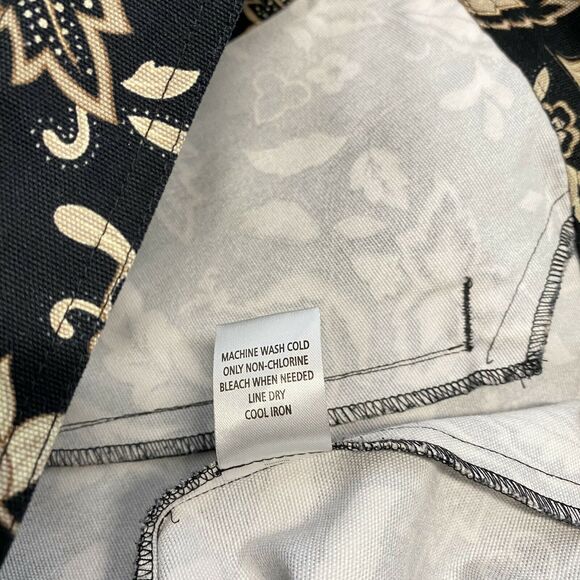 MACHINE WASH COLD
ONLY NON-CHLORINE
BLEACH WHEN NEEDED
LINE DRY
COOL IRON